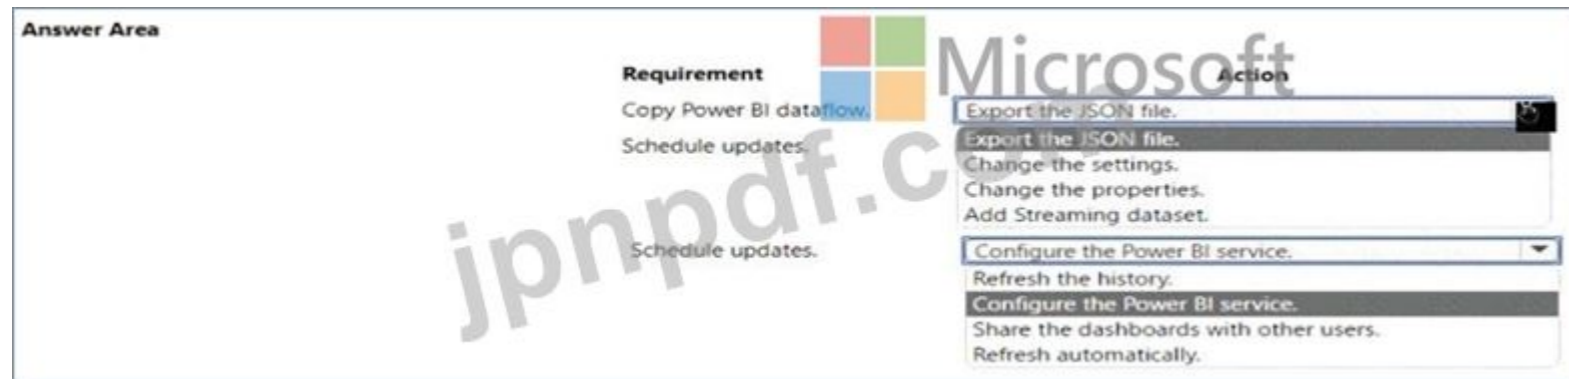 Answer Area
Microsoft
Requirement Action
Copy Power BI dataflow. Export the JSON file.
Schedule updates. Export the JSON file.
Change the settings.
Change the properties.
Add Streaming dataset.
Schedule updates. Configure the Power BI service.
Refresh the history.
Configure the Power BI service.
Share the dashboards with other users.
Refresh automatically.
jpnpdf.com